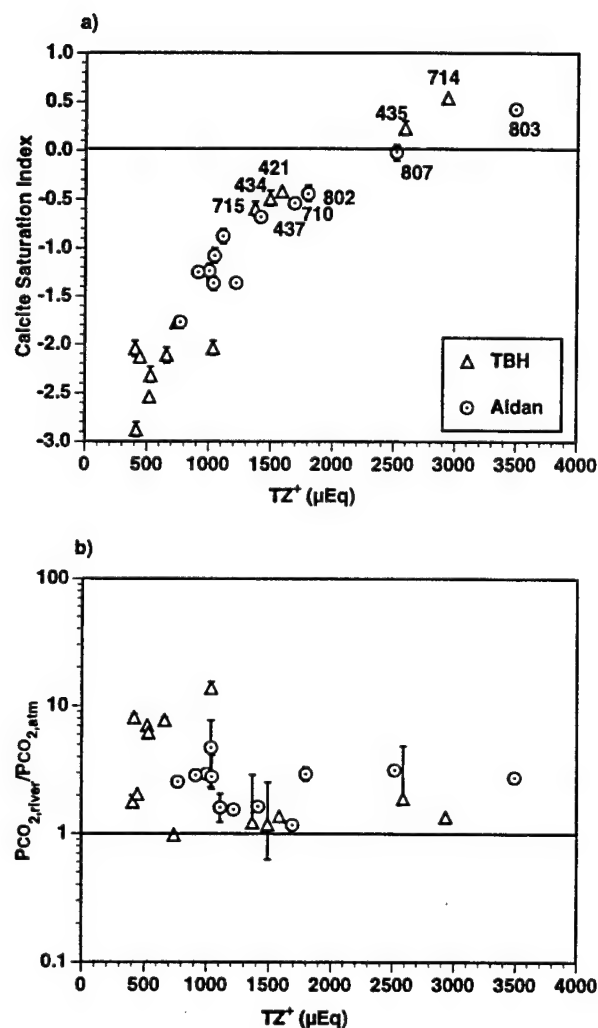 a)
Calcite Saturation Index
1.0
0.5
0.0
-0.5
-1.0
-1.5
-2.0
-2.5
-3.0
714
435
803
421
807
434
715
802
710
437
TBH
Aldan
0 500 1000 1500 2000 2500 3000 3500 4000
TZ⁺ (µEq)
b)
PCO₂,river/PCO₂,atm
100
10
1
0.1
0 500 1000 1500 2000 2500 3000 3500 4000
TZ⁺ (µEq)